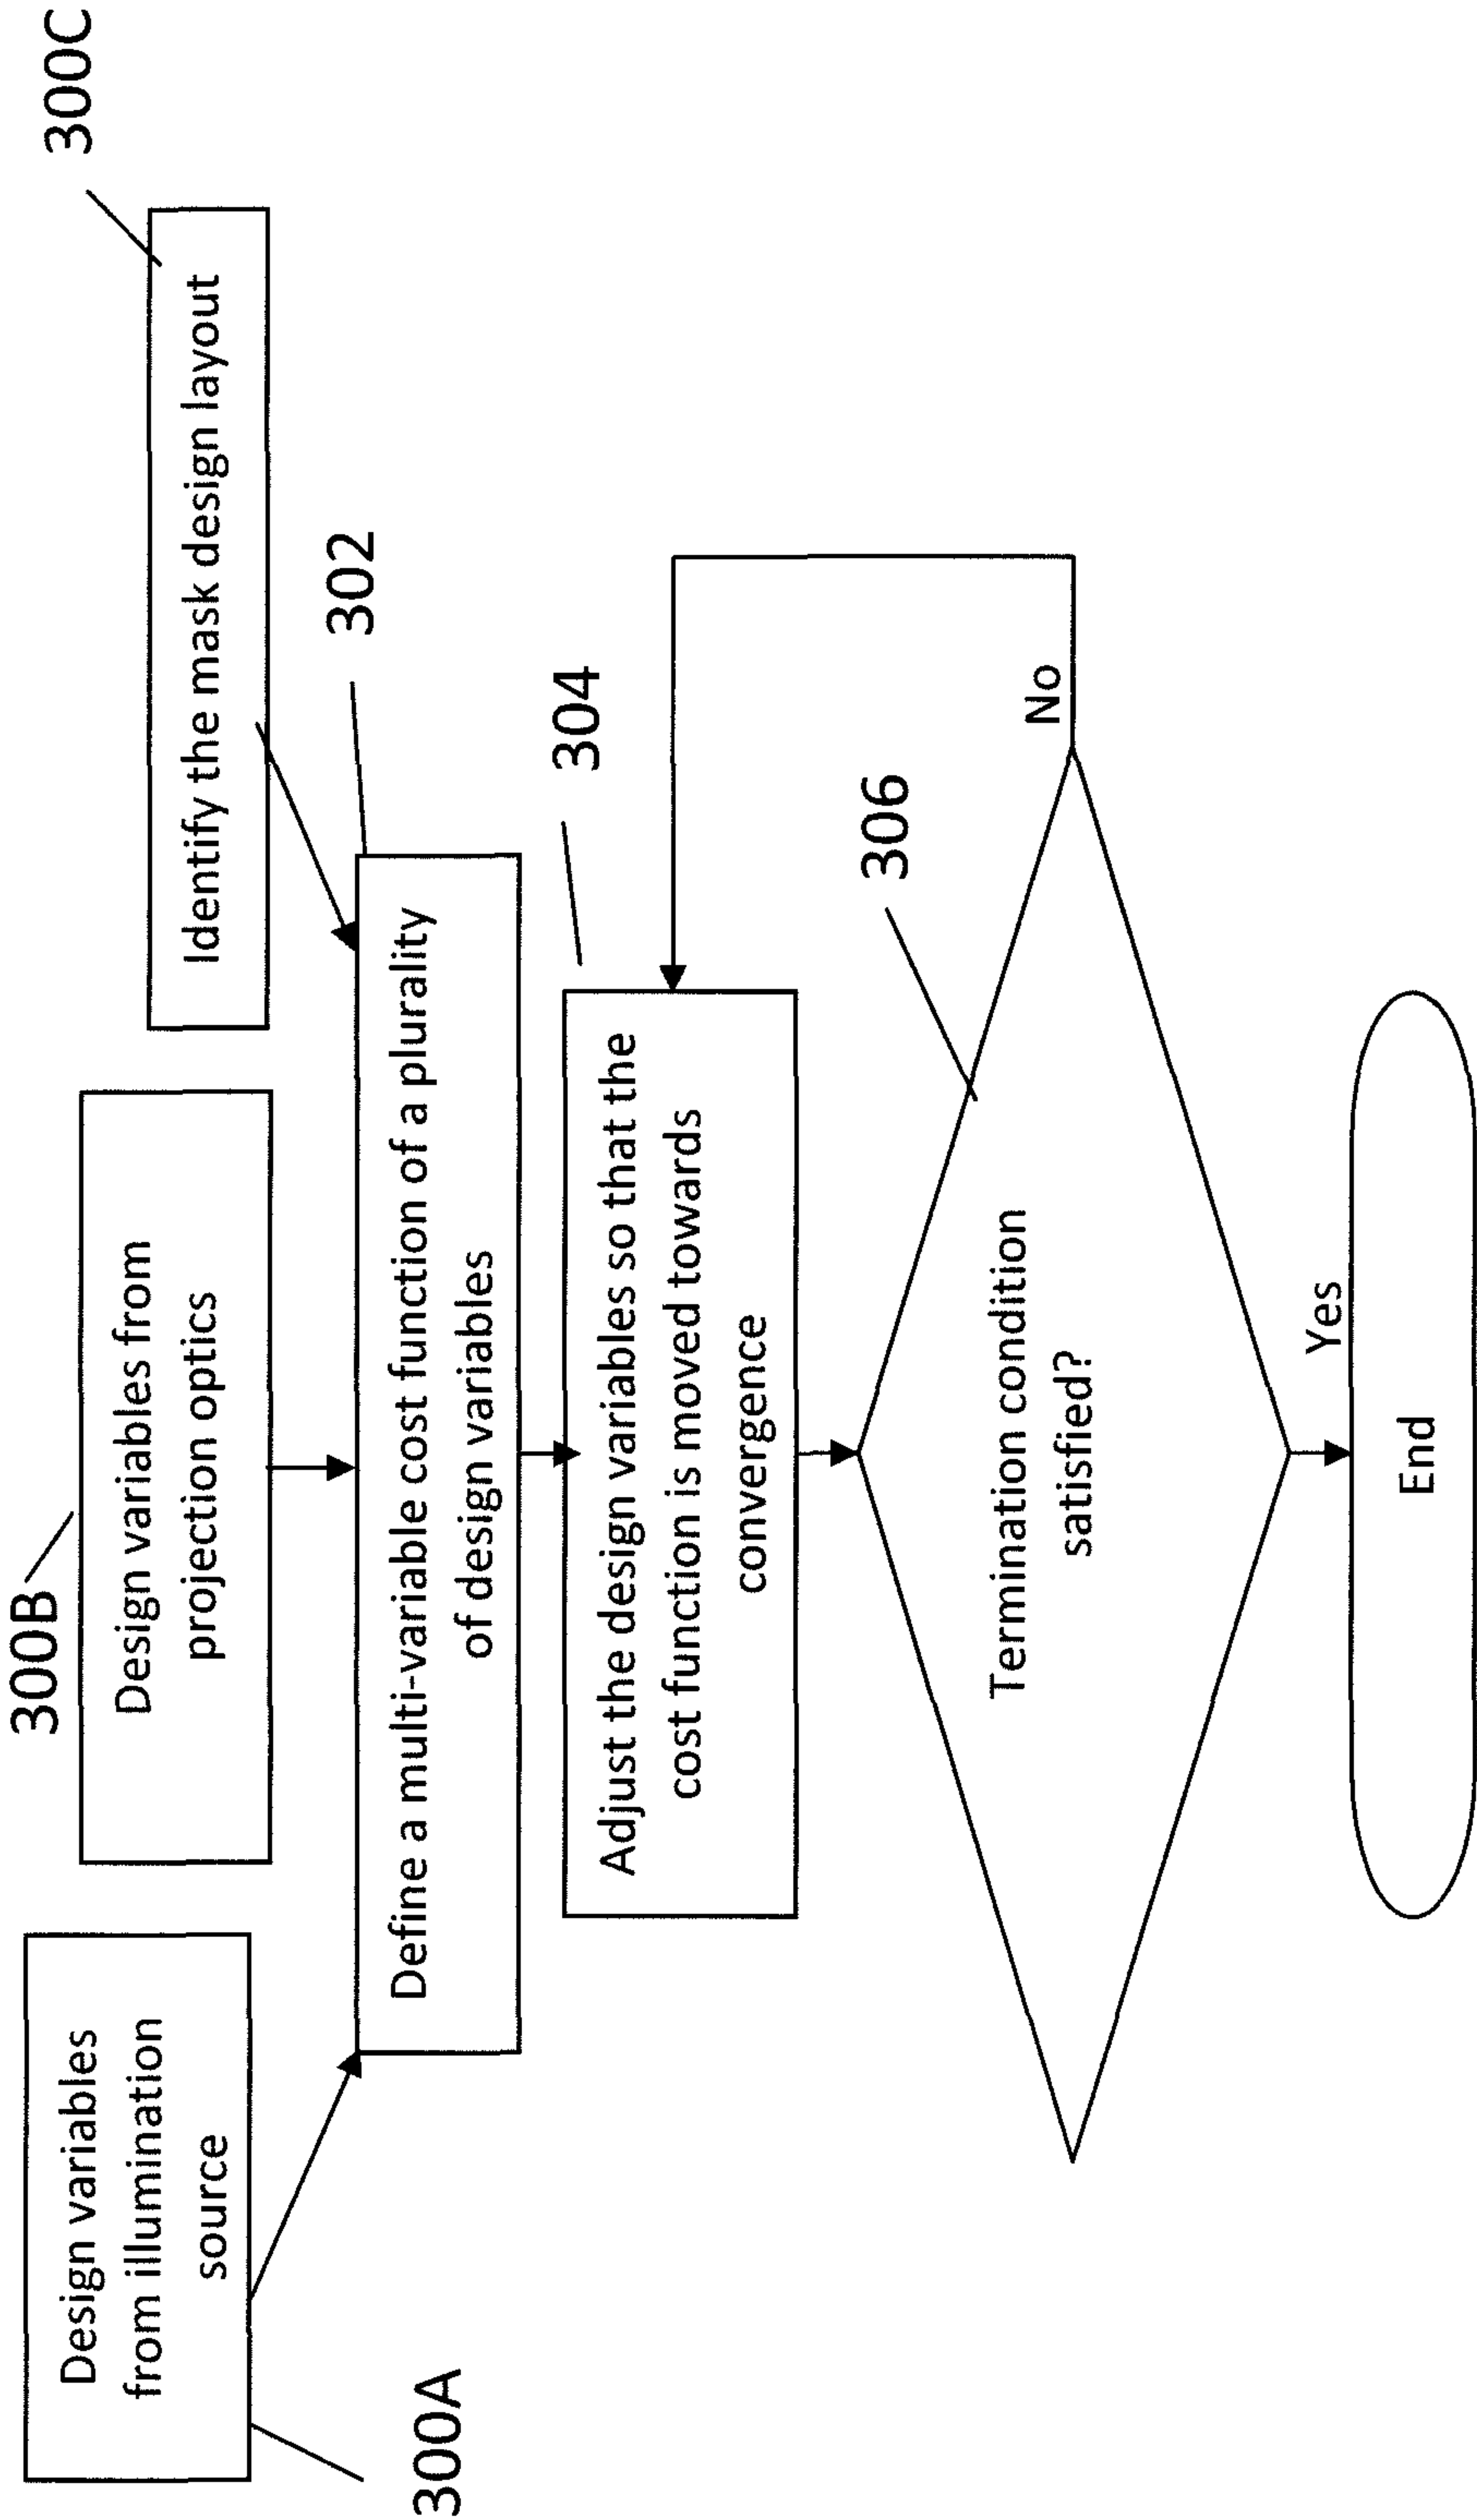 300A
Design variables
from illumination
source
300B
Design variables from
projection optics
300C
Identify the mask design layout
302
Define a multi-variable cost function of a plurality
of design variables
304
Adjust the design variables so that the
cost function is moved towards
convergence
306
Termination condition
satisfied?
No
Yes
End